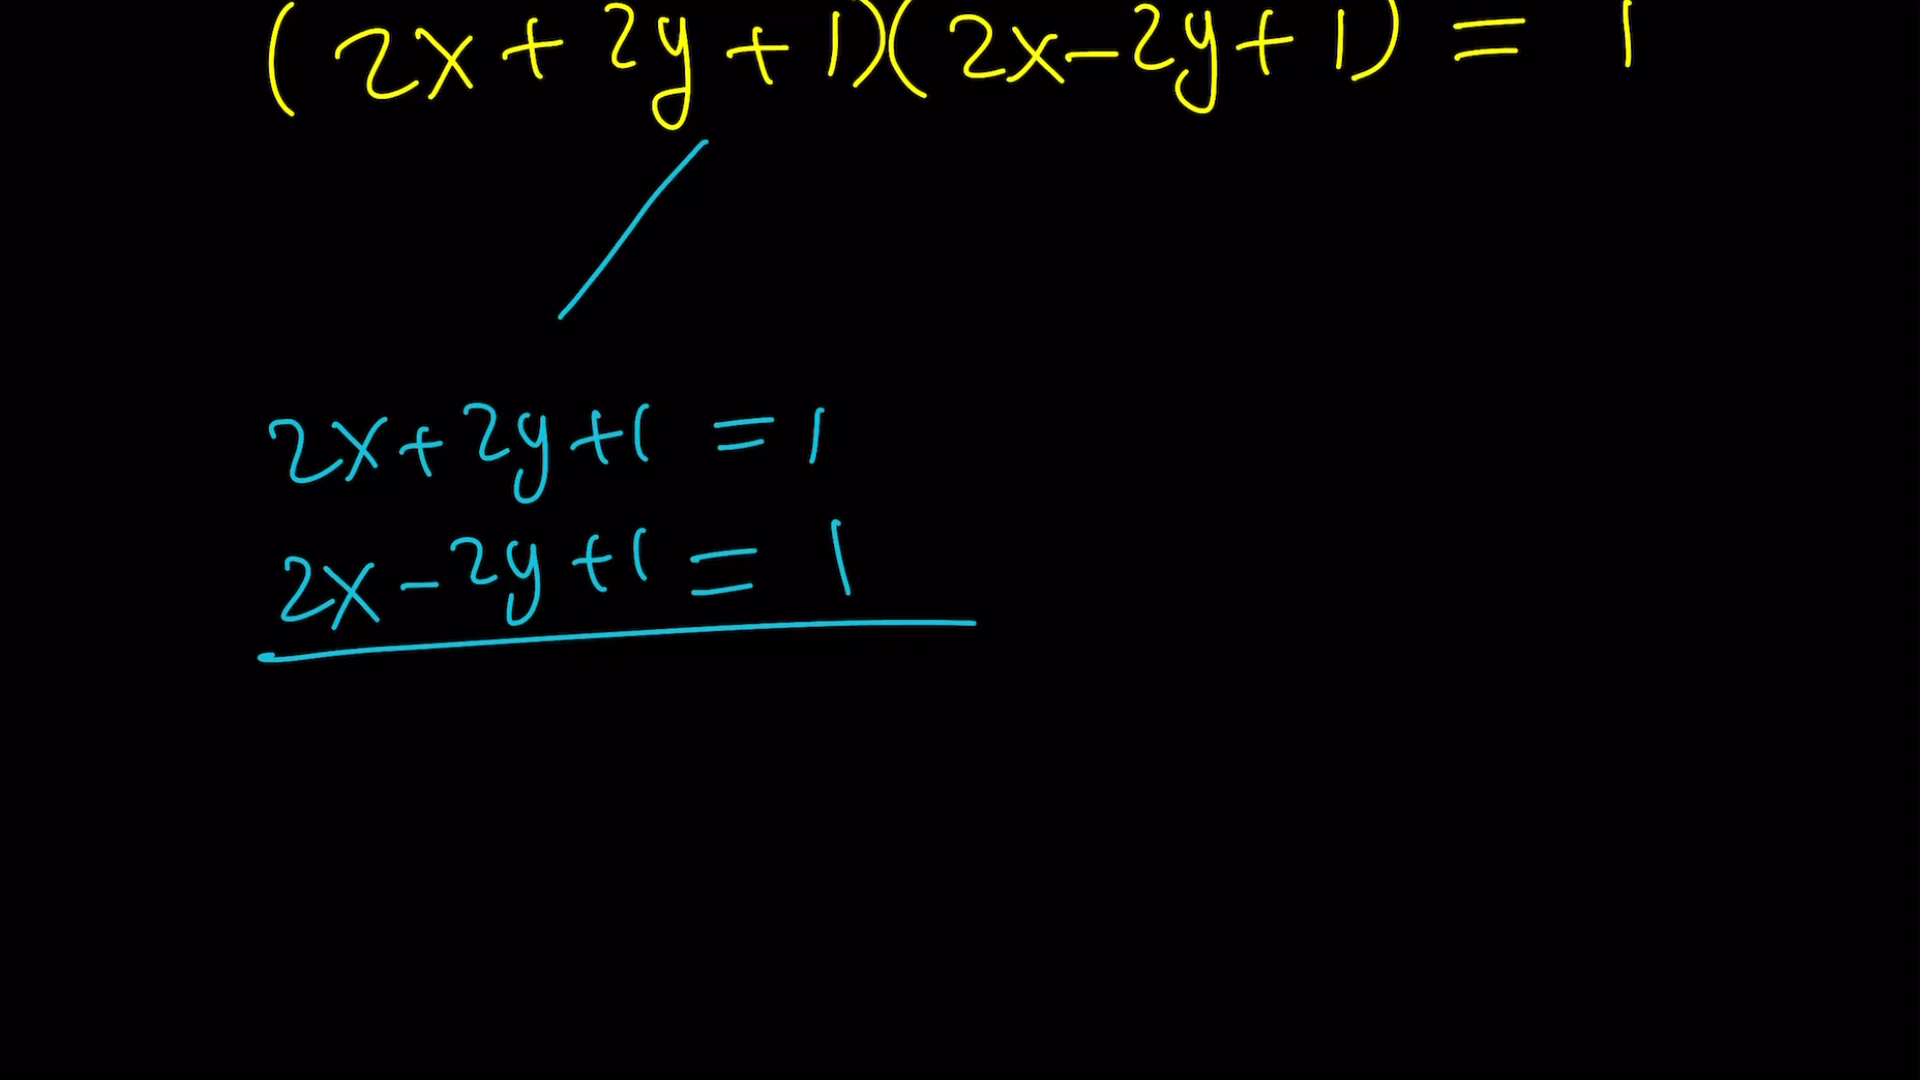 (2x+2y+1)(2x-2y+1) = 1
2x+2y+1 = 1
2x-2y+1 = 1